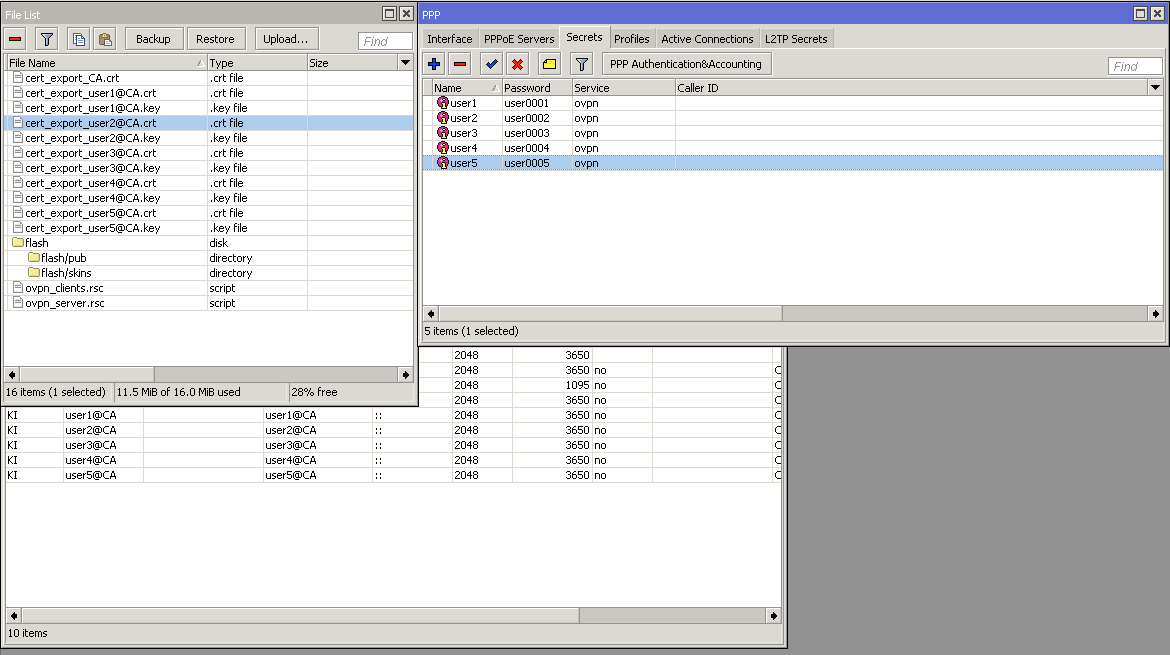 File List
Backup Restore Upload... Find
File Name Type Size
cert_export_CA.crt .crt file
cert_export_user1@CA.crt .crt file
cert_export_user1@CA.key .key file
cert_export_user2@CA.crt .crt file
cert_export_user2@CA.key .key file
cert_export_user3@CA.crt .crt file
cert_export_user3@CA.key .key file
cert_export_user4@CA.crt .crt file
cert_export_user4@CA.key .key file
cert_export_user5@CA.crt .crt file
cert_export_user5@CA.key .key file
flash disk
flash/pub directory
flash/skins directory
ovpn_clients.rsc script
ovpn_server.rsc script
16 items (1 selected) 11.5 MiB of 16.0 MiB used 28% free
PPP
Interface PPPoE Servers Secrets Profiles Active Connections L2TP Secrets
PPP Authentication&Accounting Find
Name Password Service Caller ID
user1 user0001 ovpn
user2 user0002 ovpn
user3 user0003 ovpn
user4 user0004 ovpn
user5 user0005 ovpn
5 items (1 selected)
2048 3650
2048 3650 no
2048 1095 no
2048 3650 no
KI user1@CA user1@CA :: 2048 3650 no
KI user2@CA user2@CA :: 2048 3650 no
KI user3@CA user3@CA :: 2048 3650 no
KI user4@CA user4@CA :: 2048 3650 no
KI user5@CA user5@CA :: 2048 3650 no
10 items